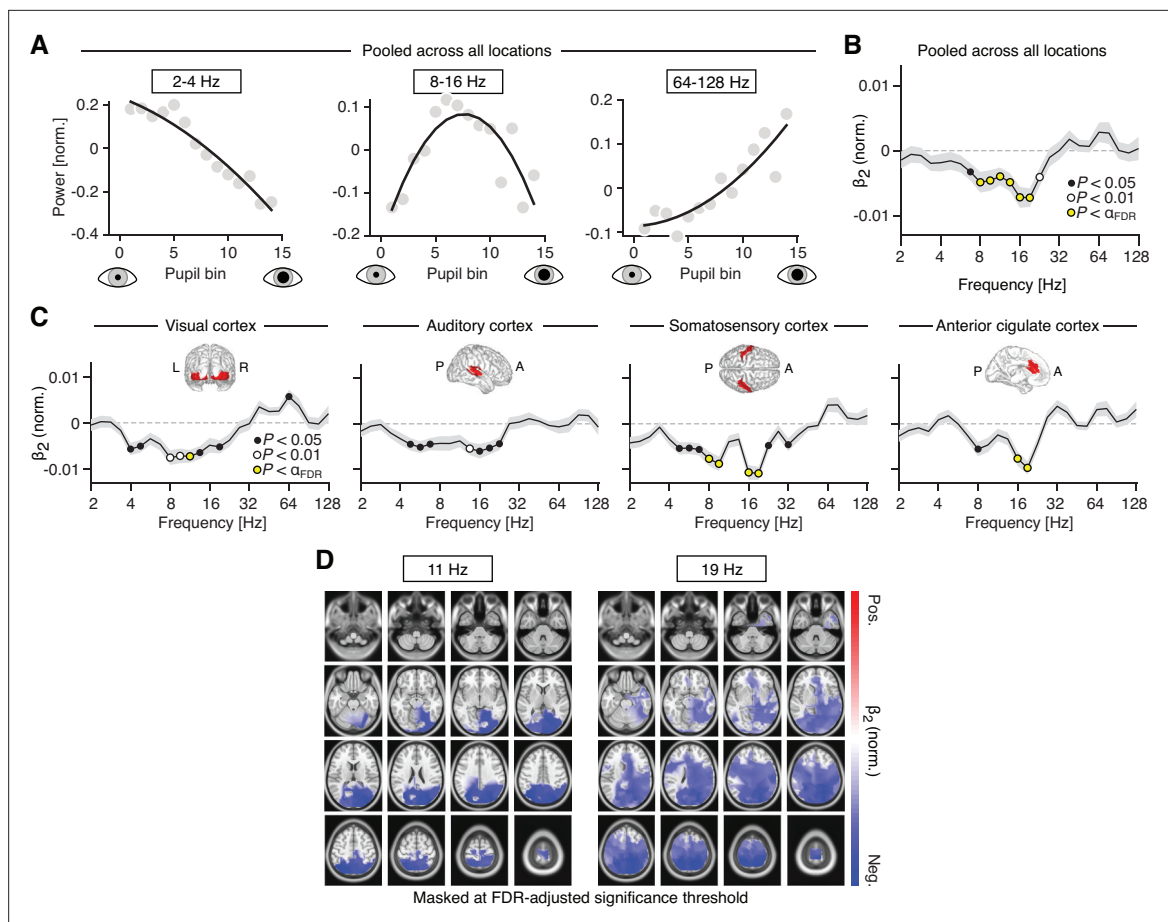 A
Pooled across all locations
2-4 Hz
8-16 Hz
64-128 Hz
Power [norm.]
0.2
0
-0.2
-0.4
0 5 10 15
Pupil bin
0.1
0
-0.1
-0.2
0 5 10 15
Pupil bin
0.2
0.1
0
-0.1
0 5 10 15
Pupil bin
B
Pooled across all locations
β2 (norm.)
0.01
0
-0.01
P < 0.05
P < 0.01
P < αFDR
2 4 8 16 32 64 128
Frequency [Hz]
C
Visual cortex
Auditory cortex
Somatosensory cortex
Anterior cigulate cortex
L R
P A
P A
P A
β2 (norm.)
0.01
0
-0.01
P < 0.05
P < 0.01
P < αFDR
2 4 8 16 32 64 128
Frequency [Hz]
2 4 8 16 32 64 128
Frequency [Hz]
2 4 8 16 32 64 128
Frequency [Hz]
2 4 8 16 32 64 128
Frequency [Hz]
D
11 Hz
19 Hz
Pos.
β2 (norm.)
Neg.
Masked at FDR-adjusted significance threshold